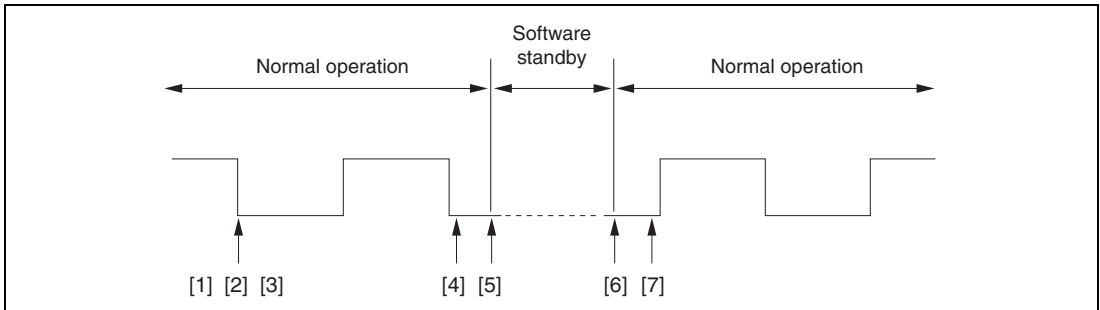 Software
standby
Normal operation
Normal operation
[1] [2] [3]
[4] [5]
[6] [7]